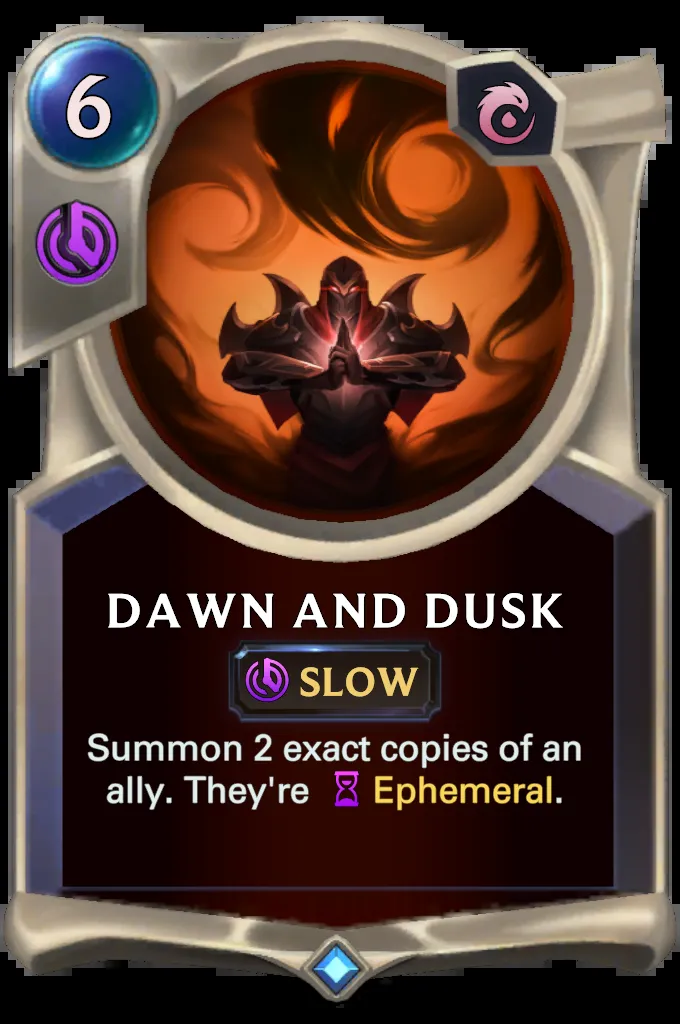 6
DAWN AND DUSK
SLOW
Summon 2 exact copies of an
ally. They're Ephemeral.